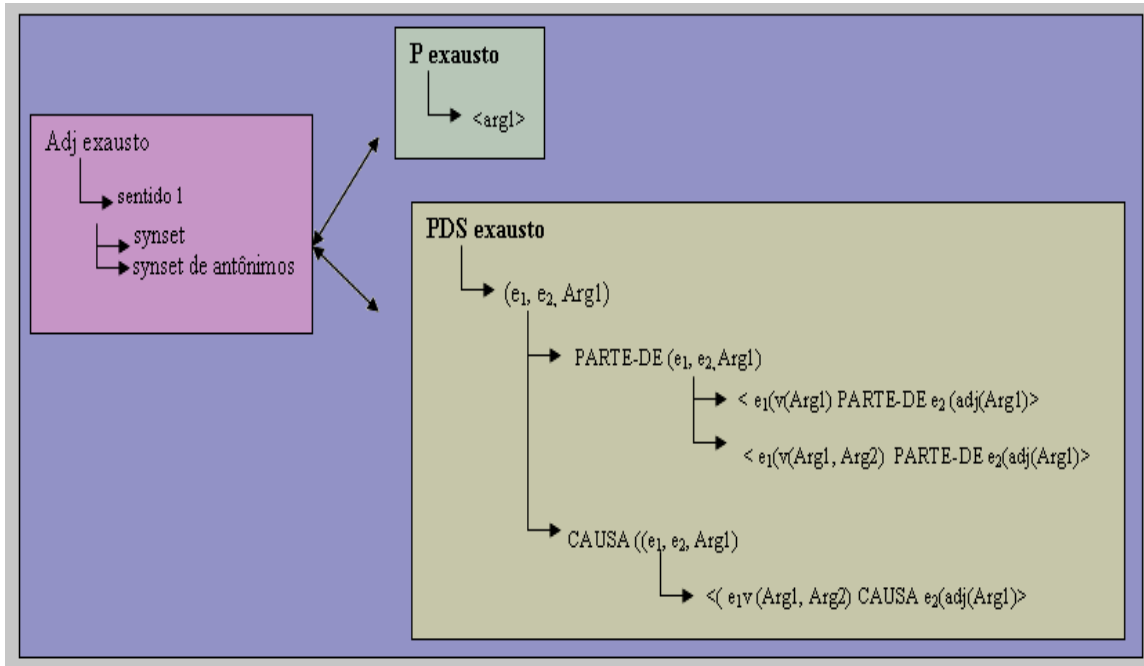 P exausto
<arg1>
Adj exausto
sentido 1
synset
synset de antônimos
PDS exausto
(e₁, e₂, Arg1)
PARTE-DE (e₁, e₂, Arg1)
< e₁(v(Arg1) PARTE-DE e₂ (adj(Arg1)>
< e₁(v(Arg1, Arg2) PARTE-DE e₂(adj(Arg1)>
CAUSA ((e₁, e₂, Arg1)
<( e₁v (Arg1, Arg2) CAUSA e₂(adj(Arg1)>